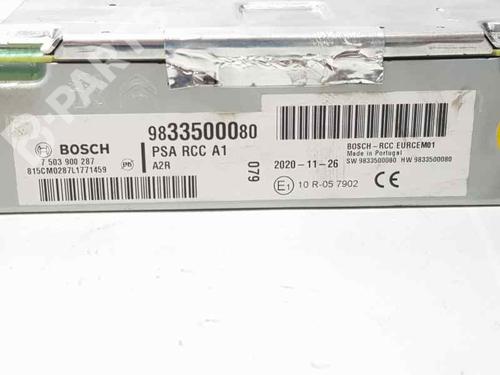 B-PARTS
BOSCH
7 503 900 287
815CM0287L1771459
Pb
9833500080
PSA RCC A1
A2R
079
2020-11-26
E1 10 R-05 7902
BOSCH-RCC EURCEM01
Made in Portugal
SW 9833500080 HW 9833500080
CE